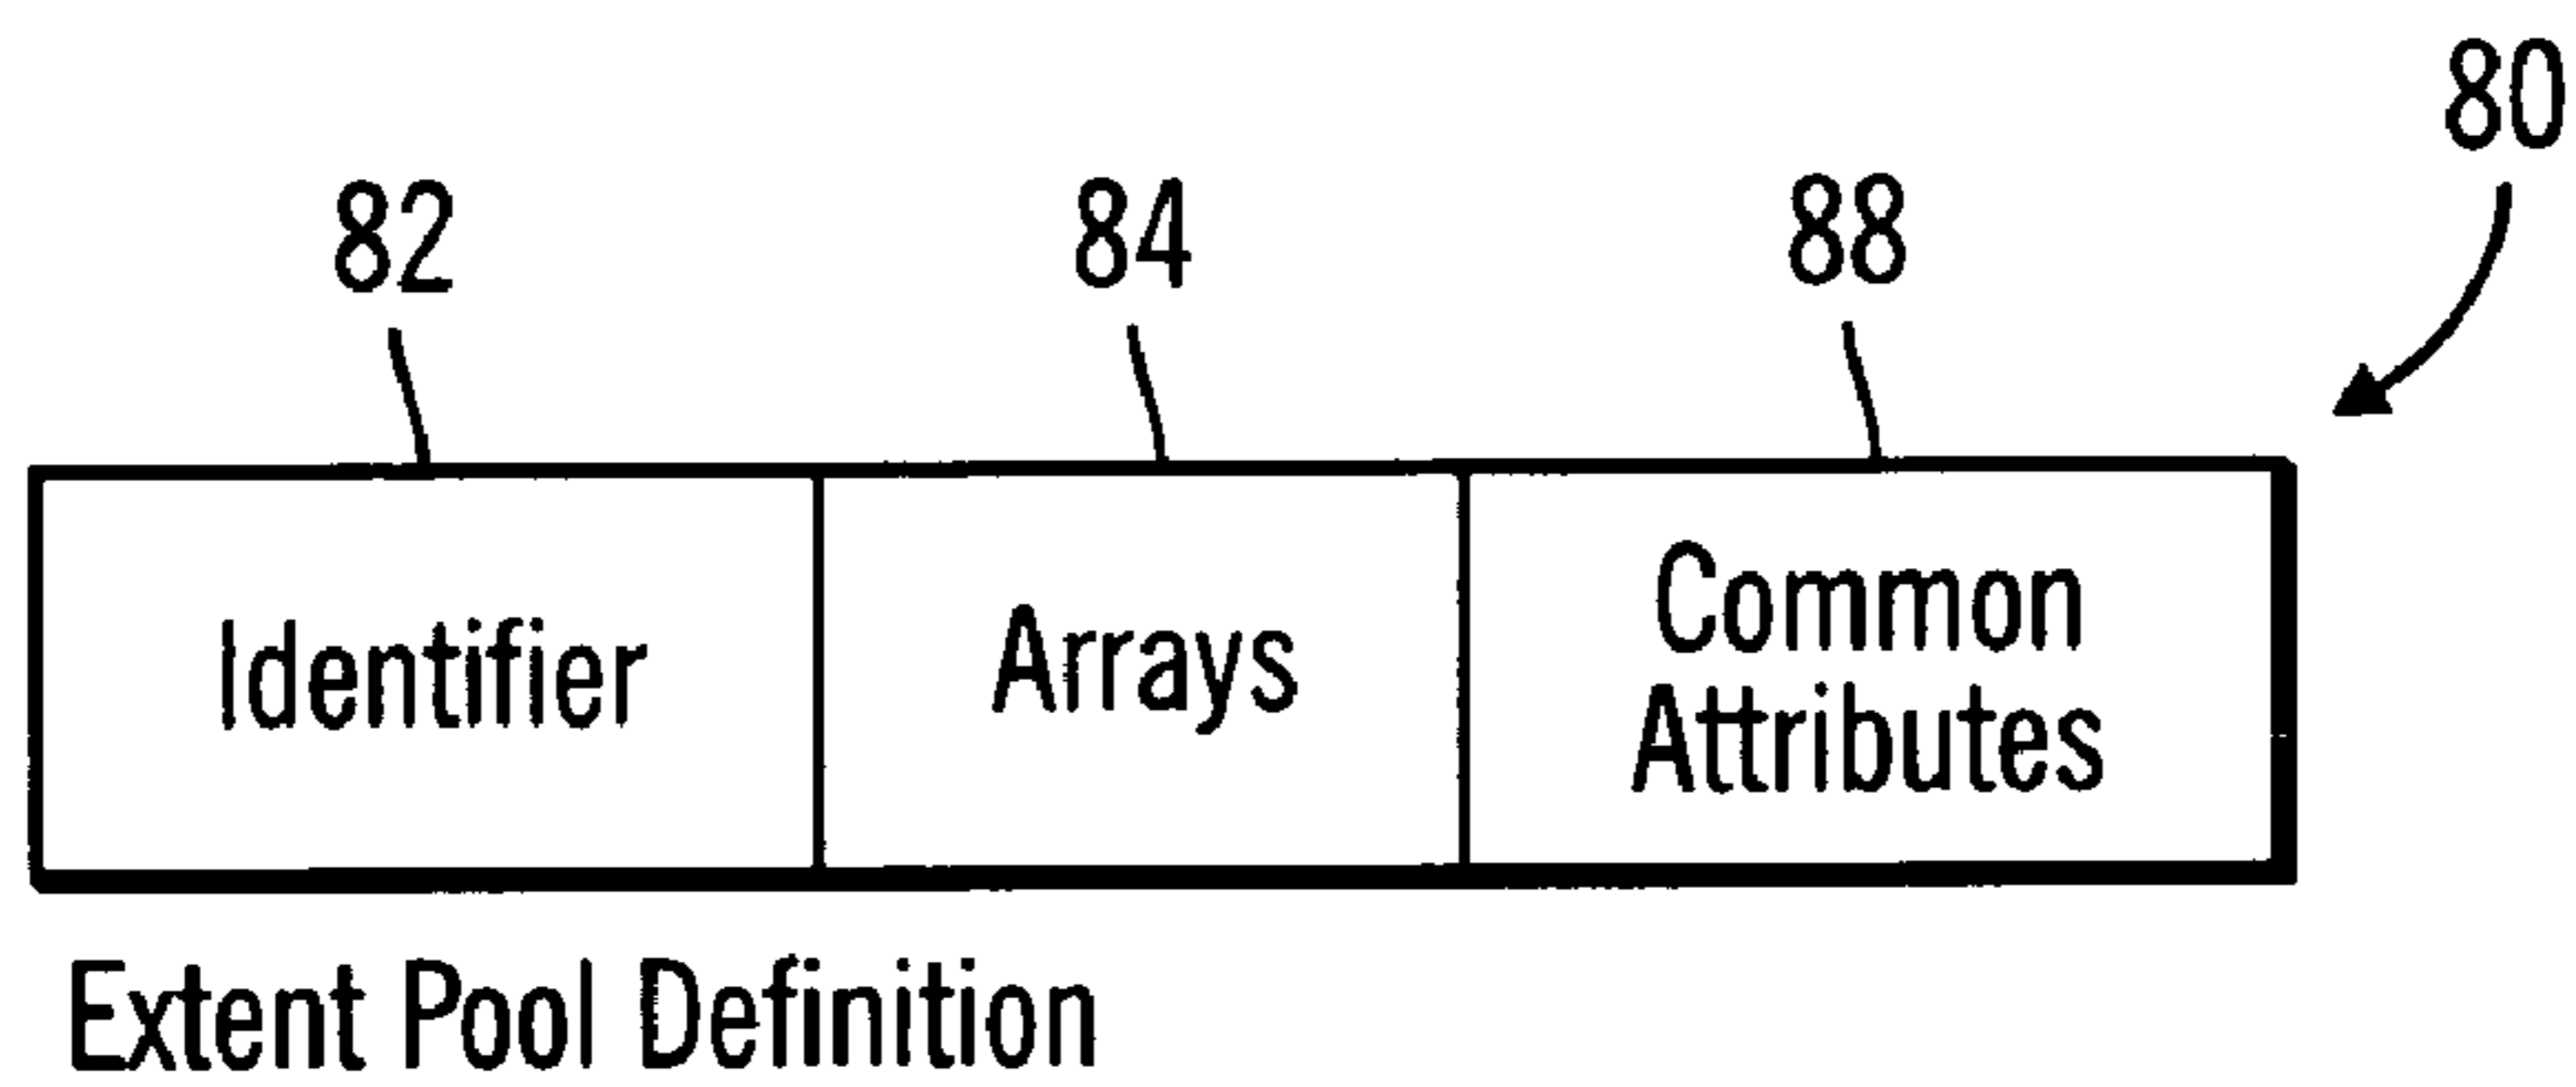 80
82 84 88
Identifier Arrays Common
Attributes
Extent Pool Definition